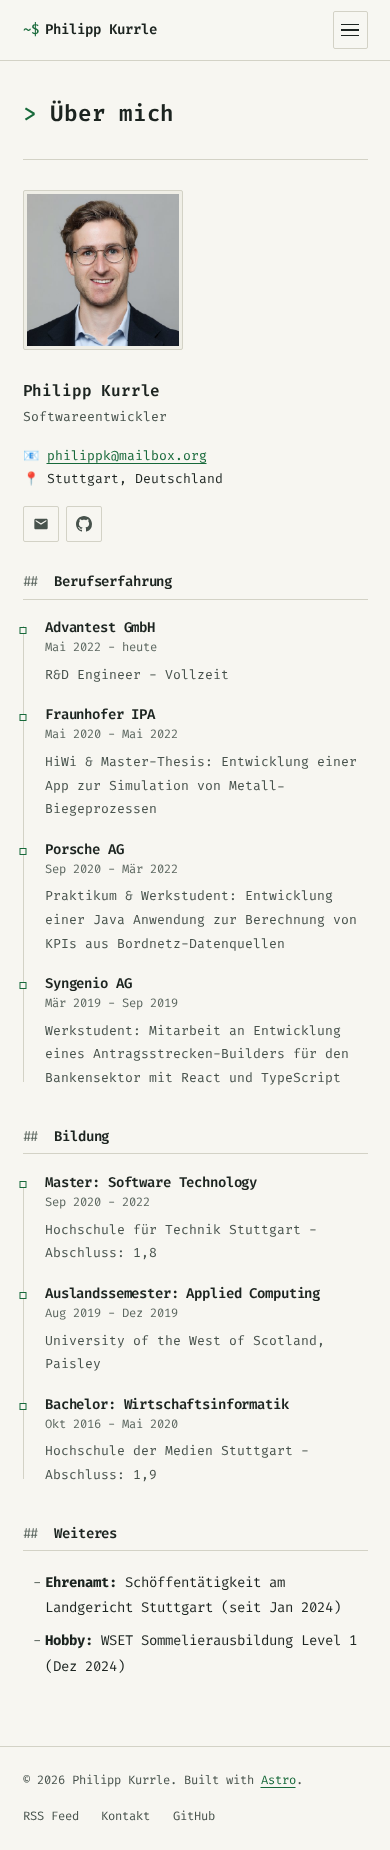 ~$ Philipp Kurrle
> Über mich
Philipp Kurrle
Softwareentwickler
📧 philippk@mailbox.org
📍 Stuttgart, Deutschland
## Berufserfahrung
Advantest GmbH
Mai 2022 – heute
R&D Engineer – Vollzeit
Fraunhofer IPA
Mai 2020 – Mai 2022
HiWi & Master-Thesis: Entwicklung einer
App zur Simulation von Metall-
Biegeprozessen
Porsche AG
Sep 2020 – Mär 2022
Praktikum & Werkstudent: Entwicklung
einer Java Anwendung zur Berechnung von
KPIs aus Bordnetz-Datenquellen
Syngenio AG
Mär 2019 – Sep 2019
Werkstudent: Mitarbeit an Entwicklung
eines Antragsstrecken-Builders für den
Bankensektor mit React und TypeScript
## Bildung
Master: Software Technology
Sep 2020 – 2022
Hochschule für Technik Stuttgart –
Abschluss: 1,8
Auslandssemester: Applied Computing
Aug 2019 – Dez 2019
University of the West of Scotland,
Paisley
Bachelor: Wirtschaftsinformatik
Okt 2016 – Mai 2020
Hochschule der Medien Stuttgart –
Abschluss: 1,9
## Weiteres
– Ehrenamt: Schöffentätigkeit am
Landgericht Stuttgart (seit Jan 2024)
– Hobby: WSET Sommelierausbildung Level 1
(Dez 2024)
© 2026 Philipp Kurrle. Built with Astro.
RSS Feed Kontakt GitHub